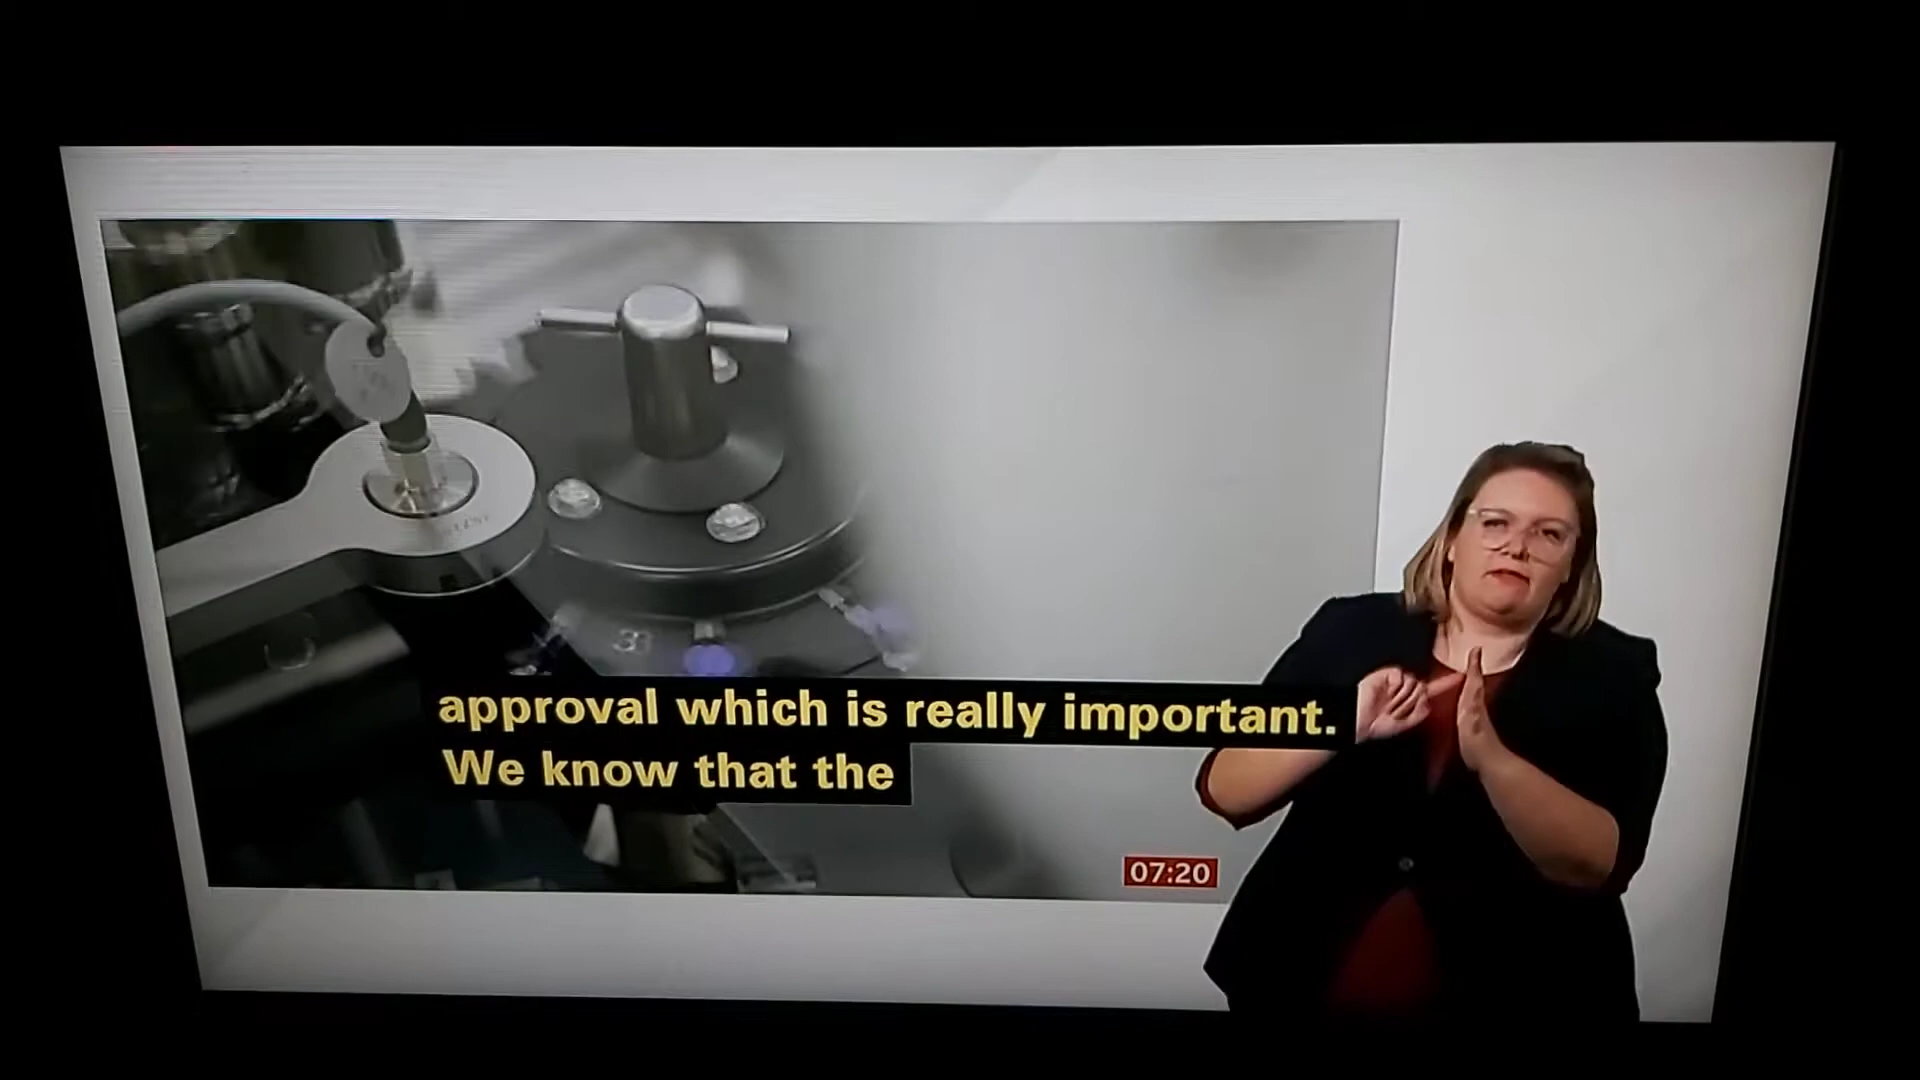 approval which is really important.
We know that the
07:20